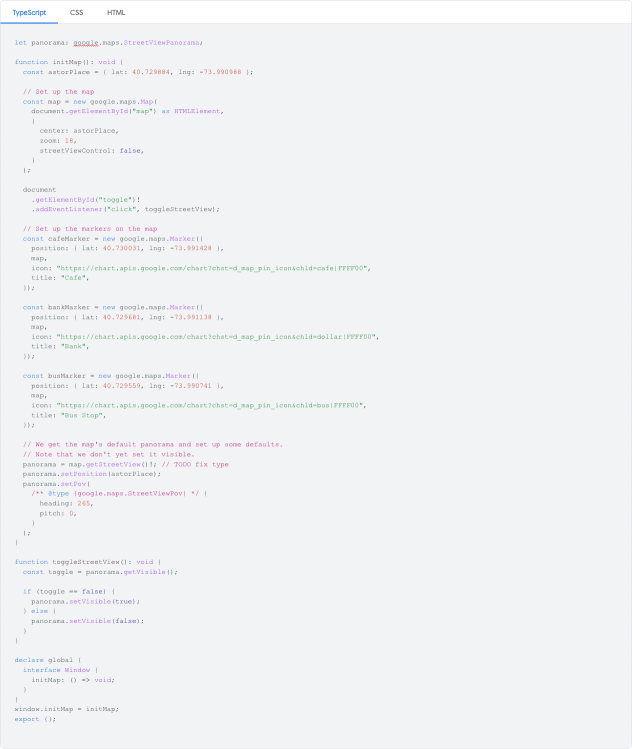 TypeScript CSS HTML
let panorama: google.maps.StreetViewPanorama;
function initMap(): void {
  const astorPlace = { lat: 40.729884, lng: -73.990988 };
  // Set up the map
  const map = new google.maps.Map(
    document.getElementById("map") as HTMLElement,
    {
      center: astorPlace,
      zoom: 18,
      streetViewControl: false,
    }
  );
  document
    .getElementById("toggle")!
    .addEventListener("click", toggleStreetView);
  // Set up the markers on the map
  const cafeMarker = new google.maps.Marker({
    position: { lat: 40.730031, lng: -73.991428 },
    map,
    icon: "https://chart.apis.google.com/chart?chst=d_map_pin_icon&chld=cafe|FFFF00",
    title: "Cafe",
  });
  const bankMarker = new google.maps.Marker({
    position: { lat: 40.729681, lng: -73.991138 },
    map,
    icon: "https://chart.apis.google.com/chart?chst=d_map_pin_icon&chld=dollar|FFFF00",
    title: "Bank",
  });
  const busMarker = new google.maps.Marker({
    position: { lat: 40.729559, lng: -73.990741 },
    map,
    icon: "https://chart.apis.google.com/chart?chst=d_map_pin_icon&chld=bus|FFFF00",
    title: "Bus Stop",
  });
  // We get the map's default panorama and set up some defaults.
  // Note that we don't yet set it visible.
  panorama = map.getStreetView()!; // TODO fix type
  panorama.setPosition(astorPlace);
  panorama.setPov(
    /** @type {google.maps.StreetViewPov} */ {
      heading: 265,
      pitch: 0,
    }
  );
}
function toggleStreetView(): void {
  const toggle = panorama.getVisible();
  if (toggle == false) {
    panorama.setVisible(true);
  } else {
    panorama.setVisible(false);
  }
}
declare global {
  interface Window {
    initMap: () => void;
  }
}
window.initMap = initMap;
export {};